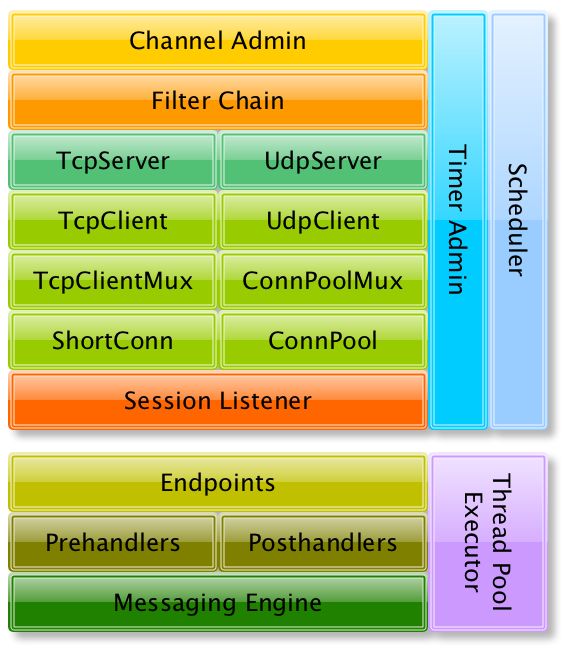 Channel Admin
Filter Chain
TcpServer
UdpServer
TcpClient
UdpClient
TcpClientMux
ConnPoolMux
ShortConn
ConnPool
Session Listener
Timer Admin
Scheduler
Endpoints
Prehandlers
Posthandlers
Messaging Engine
Thread Pool
Executor